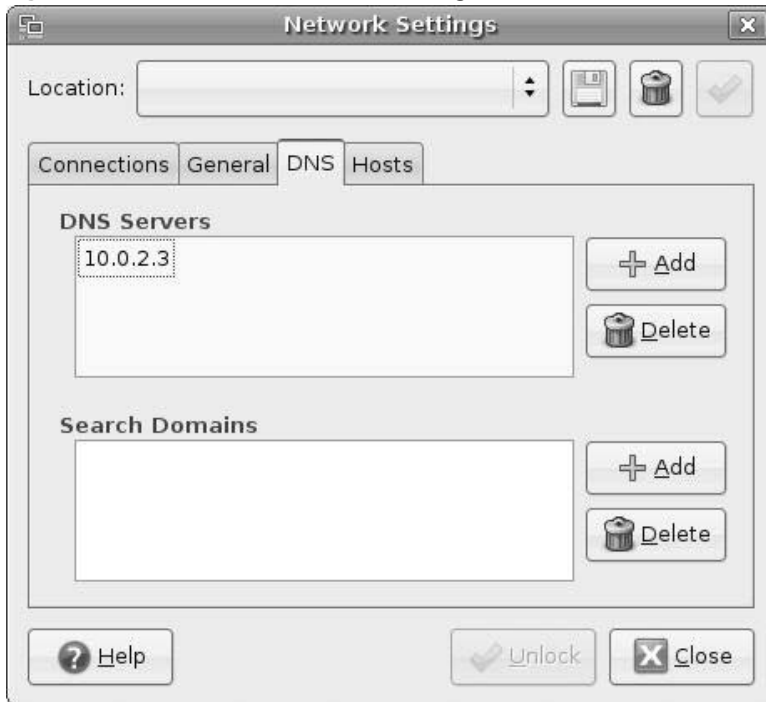 Network Settings
Location:
Connections General DNS Hosts
DNS Servers
10.0.2.3
Add
Delete
Search Domains
Add
Delete
Help Unlock Close